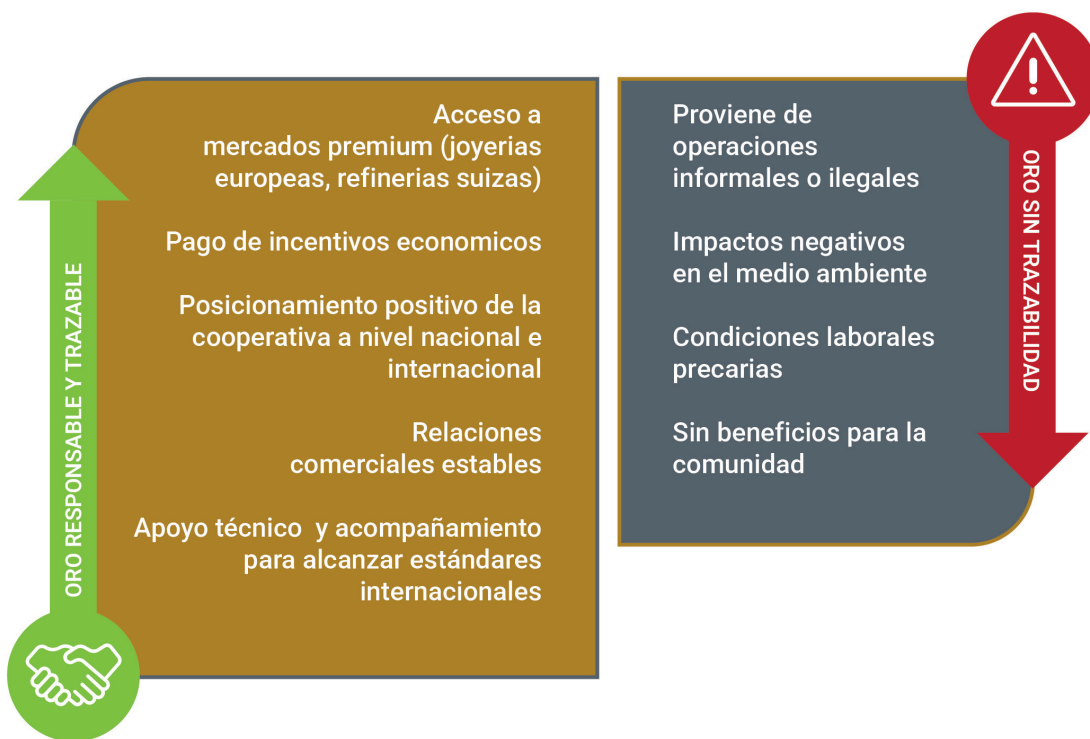 ORO RESPONSABLE Y TRAZABLE
Acceso a
mercados premium (joyerias
europeas, refinerias suizas)
Pago de incentivos economicos
Posicionamiento positivo de la
cooperativa a nivel nacional e
internacional
Relaciones
comerciales estables
Apoyo técnico y acompañamiento
para alcanzar estándares
internacionales
Proviene de
operaciones
informales o ilegales
Impactos negativos
en el medio ambiente
Condiciones laborales
precarias
Sin beneficios para la
comunidad
ORO SIN TRAZABILIDAD